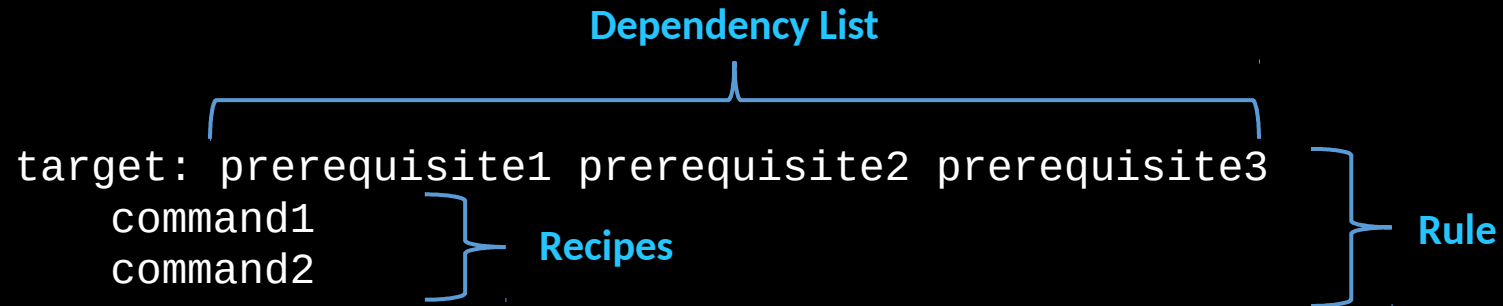 Dependency List
target: prerequisite1 prerequisite2 prerequisite3
command1
command2
Recipes
Rule